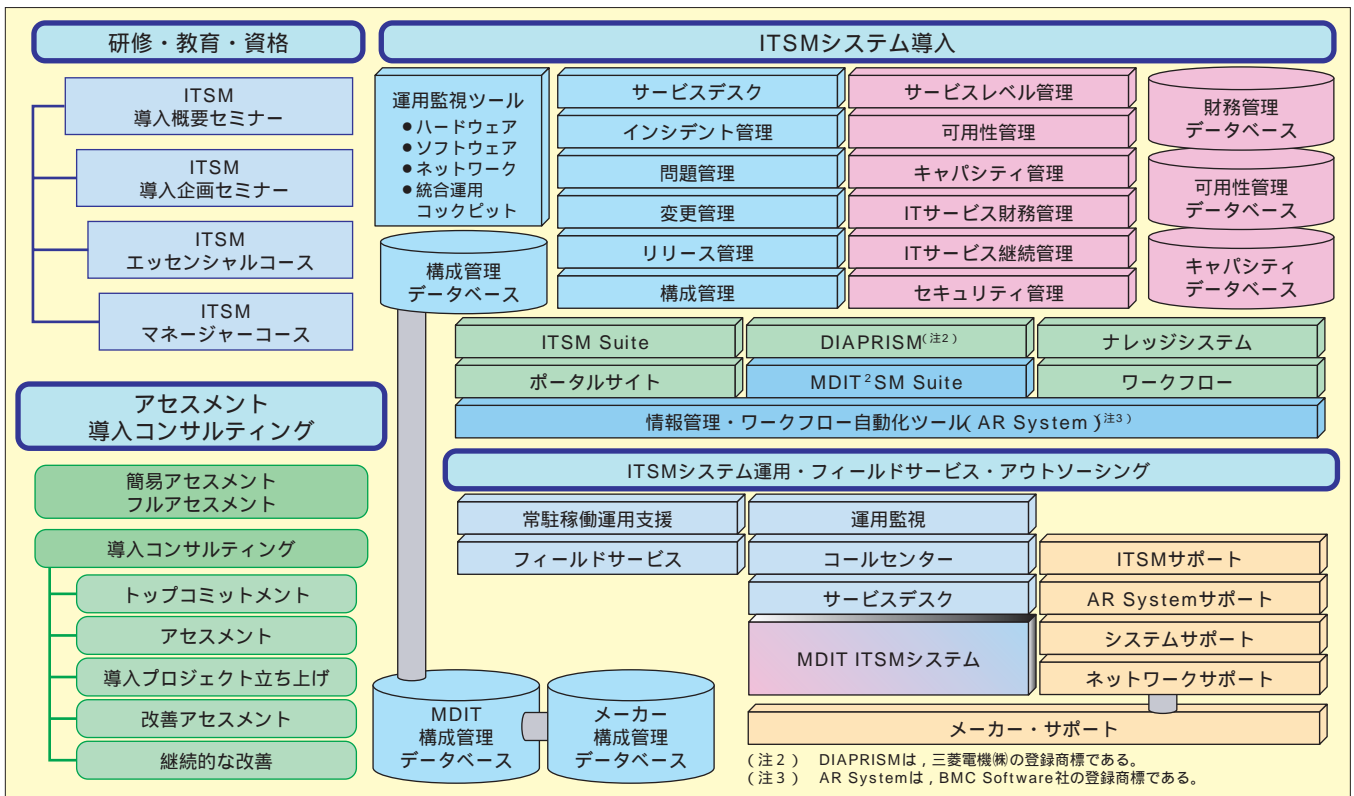 研修・教育・資格
ITSM
導入概要セミナー
ITSM
導入企画セミナー
ITSM
エッセンシャルコース
ITSM
マネージャーコース
アセスメント
導入コンサルティング
簡易アセスメント
フルアセスメント
導入コンサルティング
トップコミットメント
アセスメント
導入プロジェクト立ち上げ
改善アセスメント
継続的な改善
ITSMシステム導入
運用監視ツール
●ハードウェア
●ソフトウェア
●ネットワーク
●統合運用
コックピット
構成管理
データベース
サービスデスク
インシデント管理
問題管理
変更管理
リリース管理
構成管理
サービスレベル管理
可用性管理
キャパシティ管理
ITサービス財務管理
ITサービス継続管理
セキュリティ管理
財務管理
データベース
可用性管理
データベース
キャパシティ
データベース
ITSM Suite
DIAPRISM(注2)
ナレッジシステム
ポータルサイト
MDIT²SM Suite
ワークフロー
情報管理・ワークフロー自動化ツール(AR System)注3)
ITSMシステム運用・フィールドサービス・アウトソーシング
常駐稼働運用支援
運用監視
フィールドサービス
コールセンター
ITSMサポート
サービスデスク
AR Systemサポート
MDIT ITSMシステム
システムサポート
ネットワークサポート
メーカー・サポート
MDIT
構成管理
データベース
メーカー
構成管理
データベース
(注2) DIAPRISMは,三菱電機㈱の登録商標である。
(注3) AR Systemは,BMC Software社の登録商標である。